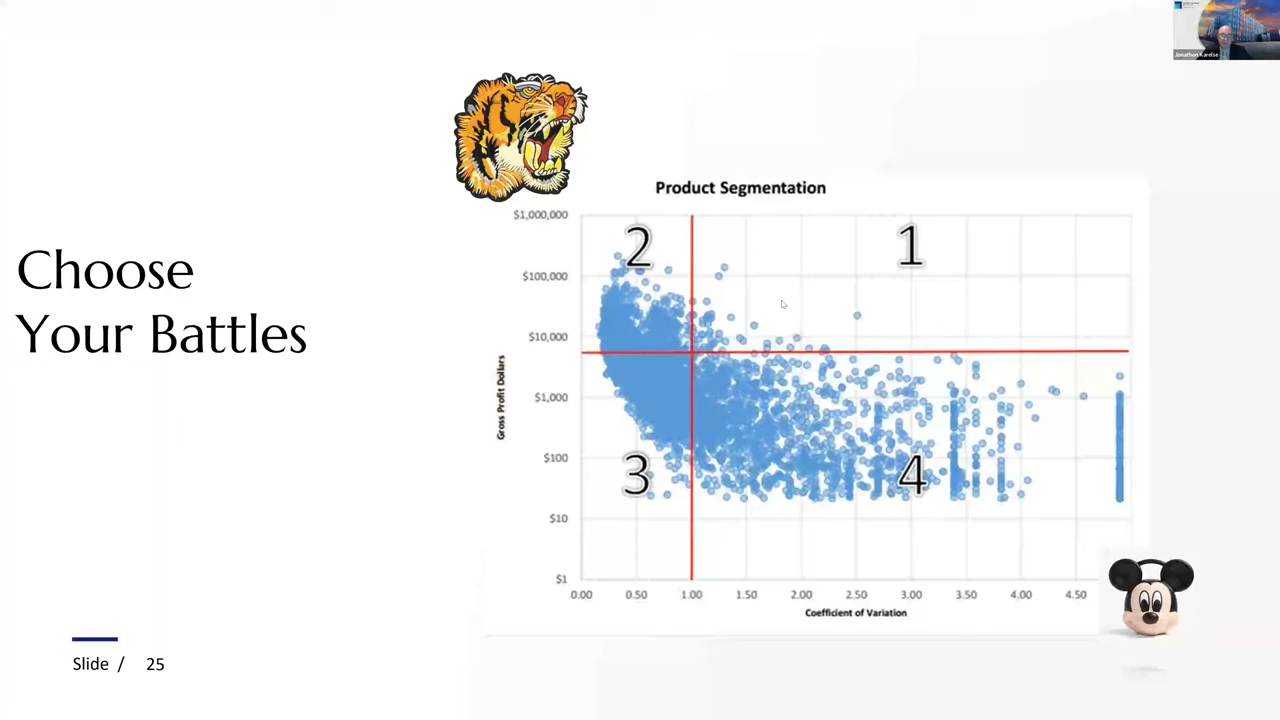 Jonathon Karelse
Choose
Your Battles
Product Segmentation
$1,000,000
$100,000
$10,000
$1,000
$100
$10
$1
Gross Profit Dollars
2
1
3
4
0.00 0.50 1.00 1.50 2.00 2.50 3.00 3.50 4.00 4.50
Coefficient of Variation
Slide / 25